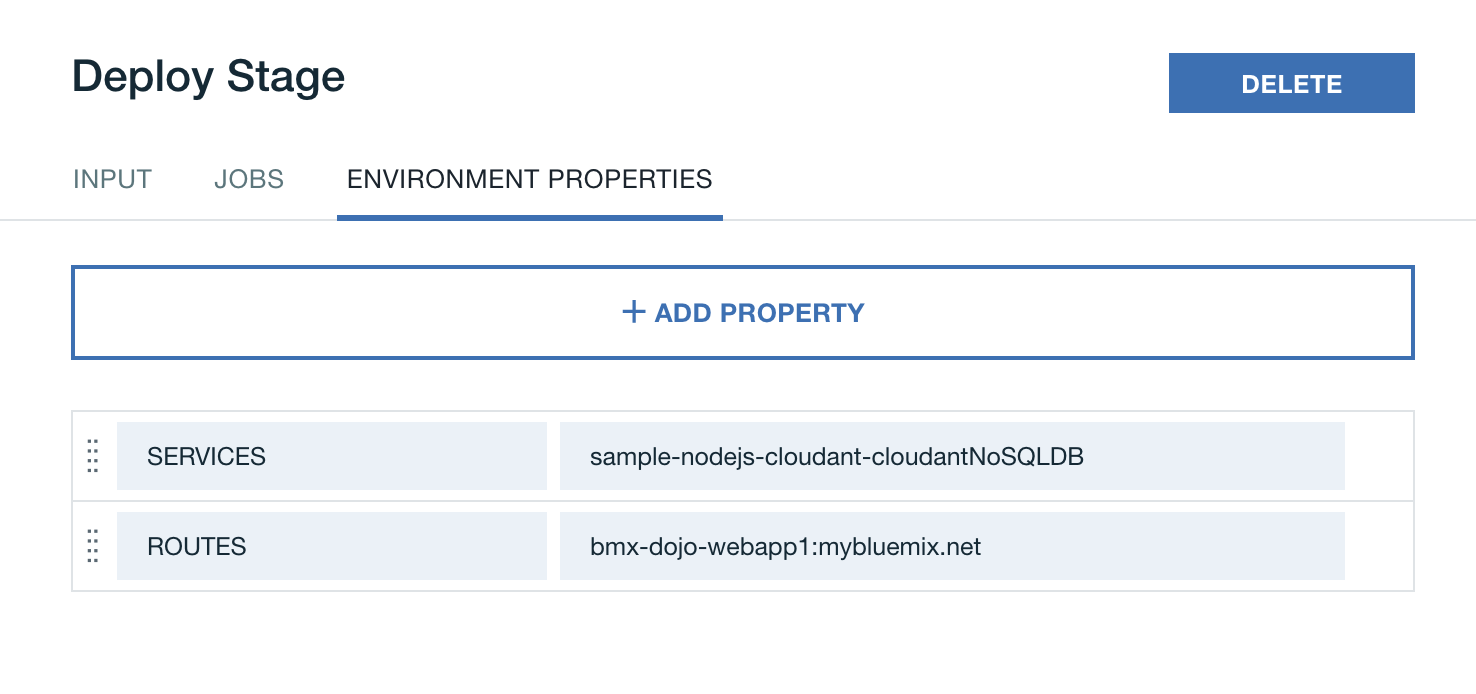 Deploy Stage
DELETE
INPUT JOBS ENVIRONMENT PROPERTIES
+ ADD PROPERTY
SERVICES sample-nodejs-cloudant-cloudantNoSQLDB
ROUTES bmx-dojo-webapp1:mybluemix.net